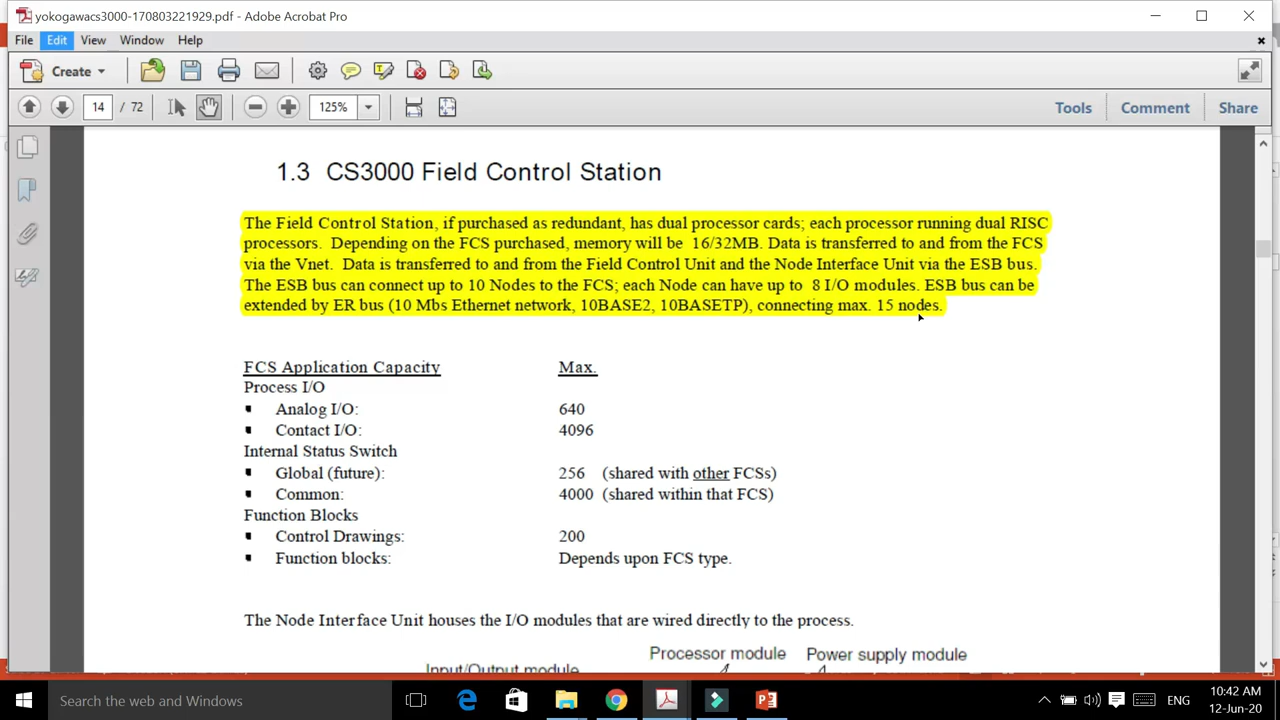 yokogawacs3000-170803221929.pdf - Adobe Acrobat Pro
File Edit View Window Help
Create
14 / 72 125% Tools Comment Share
1.3 CS3000 Field Control Station
The Field Control Station, if purchased as redundant, has dual processor cards; each processor running dual RISC
processors. Depending on the FCS purchased, memory will be 16/32MB. Data is transferred to and from the FCS
via the Vnet. Data is transferred to and from the Field Control Unit and the Node Interface Unit via the ESB bus.
The ESB bus can connect up to 10 Nodes to the FCS; each Node can have up to 8 I/O modules. ESB bus can be
extended by ER bus (10 Mbs Ethernet network, 10BASE2, 10BASETP), connecting max. 15 nodes.
FCS Application Capacity Max.
Process I/O
Analog I/O: 640
Contact I/O: 4096
Internal Status Switch
Global (future): 256 (shared with other FCSs)
Common: 4000 (shared within that FCS)
Function Blocks
Control Drawings: 200
Function blocks: Depends upon FCS type.
The Node Interface Unit houses the I/O modules that are wired directly to the process.
Processor module Power supply module
Input/Output module
Search the web and Windows
ENG
10:42 AM
12-Jun-20